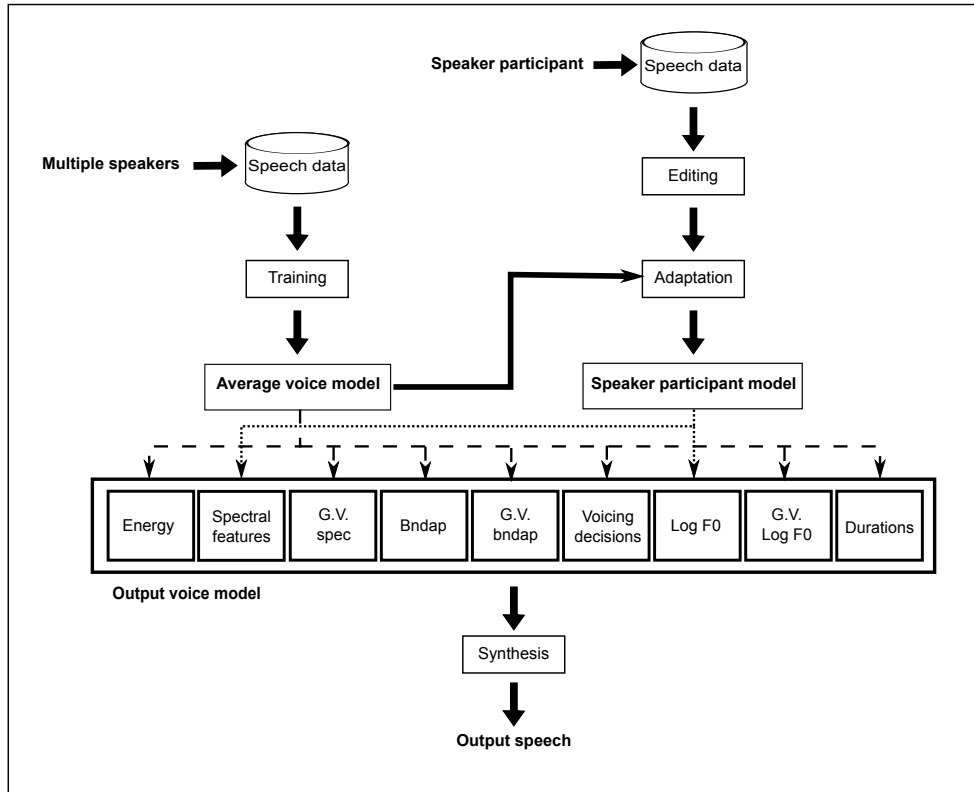 Speaker participant
Speech data
Multiple speakers
Speech data
Editing
Training
Adaptation
Average voice model
Speaker participant model
Energy
Spectral
features
G.V.
spec
Bndap
G.V.
bndap
Voicing
decisions
Log F0
G.V.
Log F0
Durations
Output voice model
Synthesis
Output speech